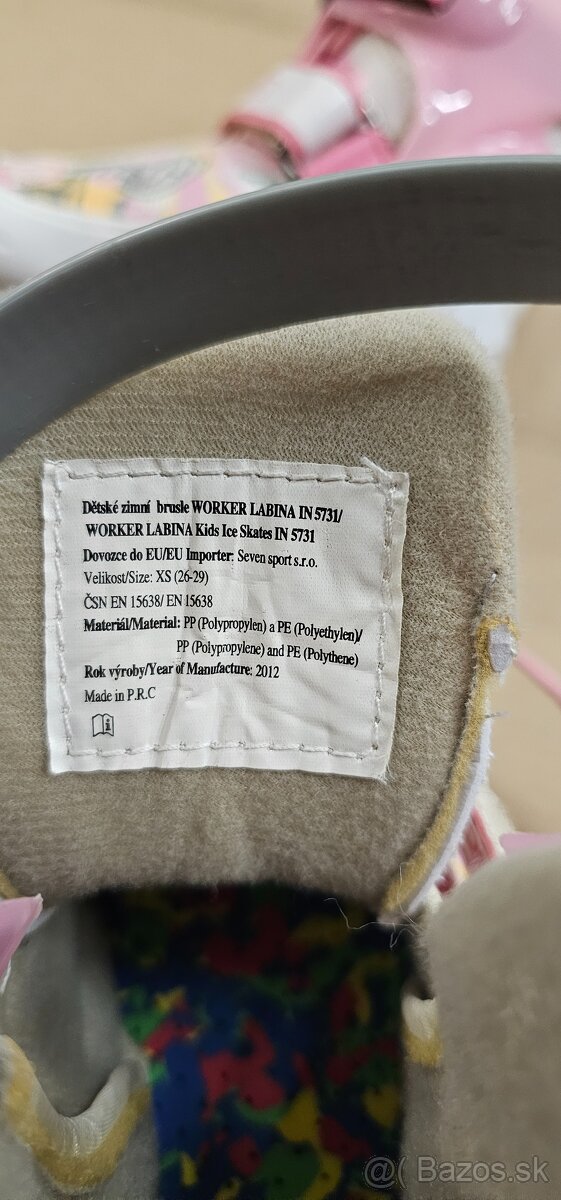 Dětské zimní brusle WORKER LABINA IN 5731/
WORKER LABINA Kids Ice Skates IN 5731
Dovozce do EU/EU Importer: Seven sport s.r.o.
Velikost/Size: XS (26-29)
ČSN EN 15638/ EN 15638
Materiál/Material: PP (Polypropylen) a PE (Polyethylen)/
PP (Polypropylene) and PE (Polythene)
Rok výroby/Year of Manufacture: 2012
Made in P.R.C
@( Bazos.sk